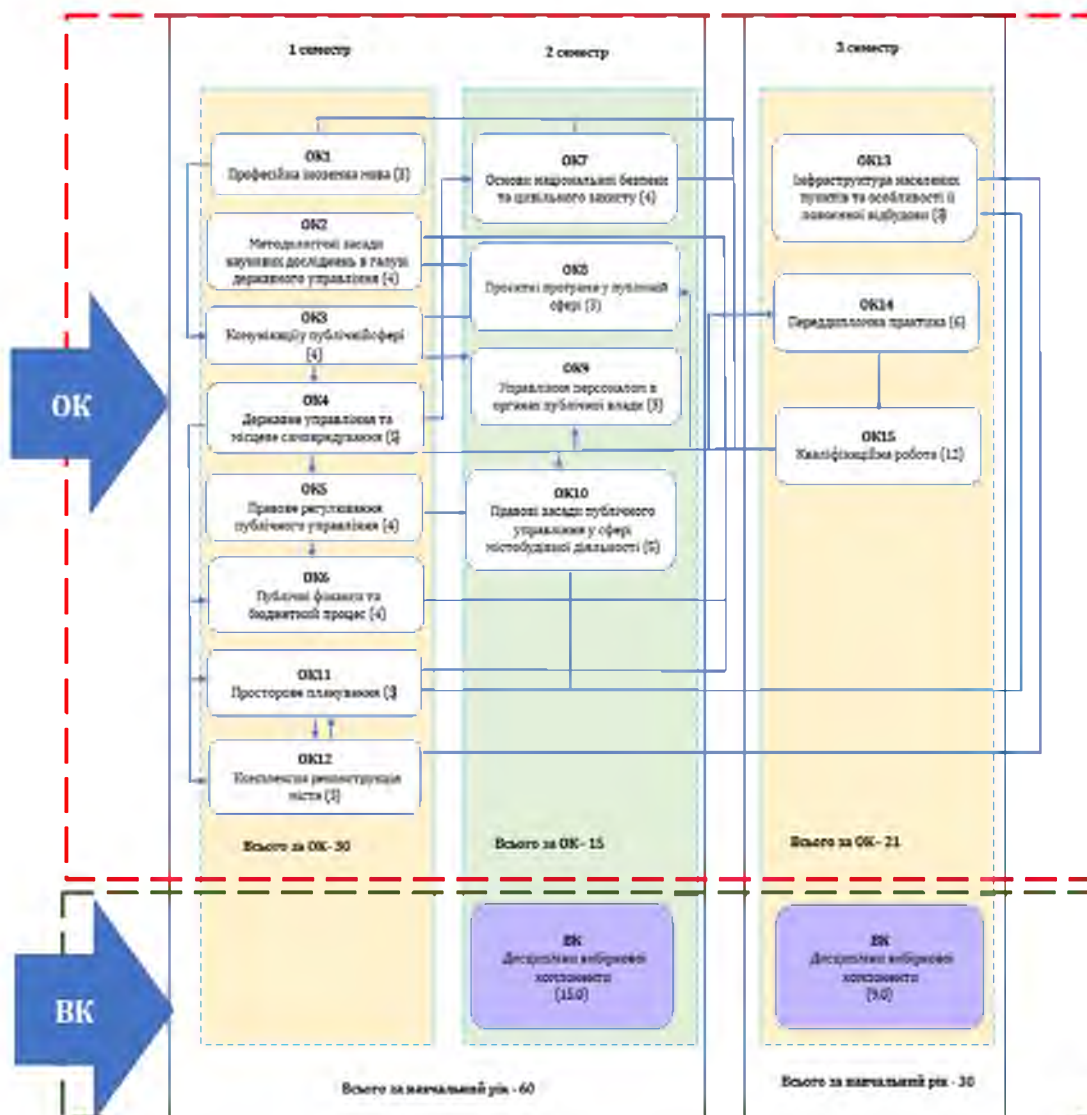 1 семестр
2 семестр
3 семестр
ОК
ОК1
Професійна іноземна мова (3)
ОК2
Методологічні засади
наукових досліджень в галузі
державного управління (4)
ОК3
Комунікації у публічній сфері
(4)
ОК4
Державне управління та
місцеве самоврядування (5)
ОК5
Правове регулювання
публічного управління (4)
ОК6
Публічні фінанси та
бюджетний процес (4)
ОК11
Просторове планування (3)
ОК12
Комплексна реконструкція
міста (3)
Всього за ОК - 30
ОК7
Основи національної безпеки
та цивільного захисту (4)
ОК8
Проєктні програми у публічній
сфері (3)
ОК9
Управління персоналом в
органах публічної влади (3)
ОК10
Правові засади публічного
управління у сфері
містобудівної діяльності (5)
Всього за ОК - 15
ОК13
Інфраструктура населених
пунктів та особливості її
повоєнної відбудови (3)
ОК14
Переддипломна практика (6)
ОК15
Кваліфікаційна робота (12)
Всього за ОК - 21
ВК
ВК
Дисципліни вибіркової
компоненти
(15.0)
ВК
Дисципліни вибіркової
компоненти
(9.0)
Всього за навчальний рік - 60
Всього за навчальний рік - 30